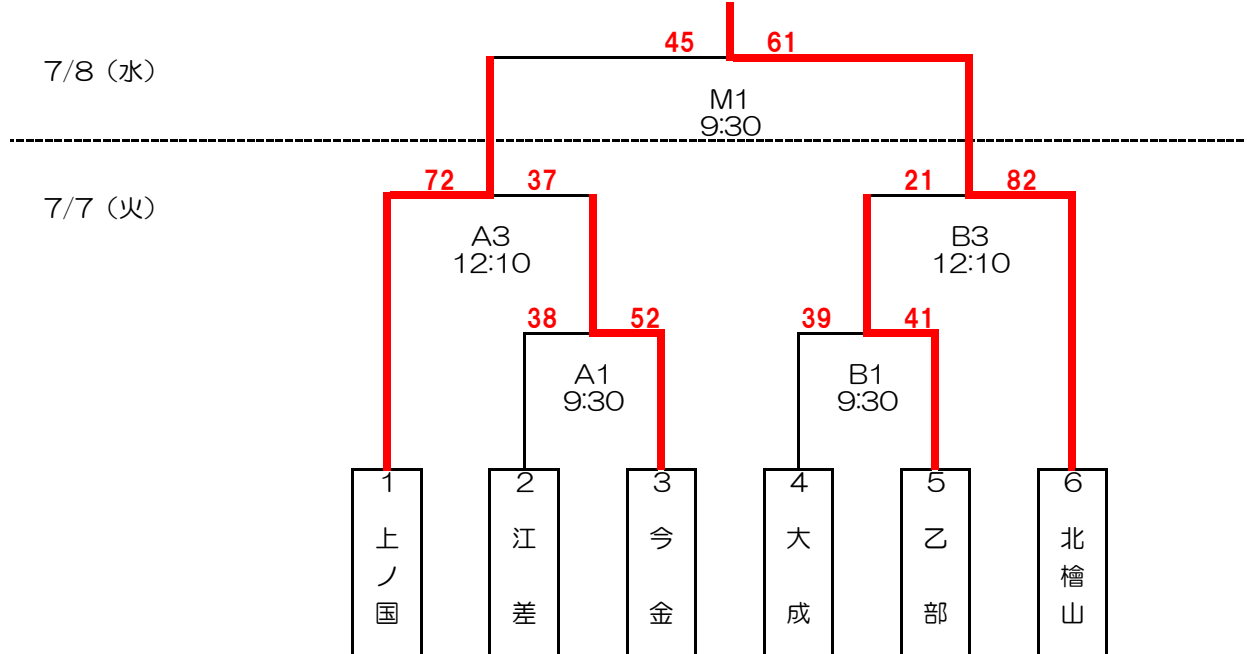 45 61
7/8（水）
M1
9:30
72 37 21 82
7/7（火）
A3 B3
12:10 12:10
38 52 39 41
A1 B1
9:30 9:30
1 2 3 4 5 6
上ノ国
江差
今金
大成
乙部
北檜山